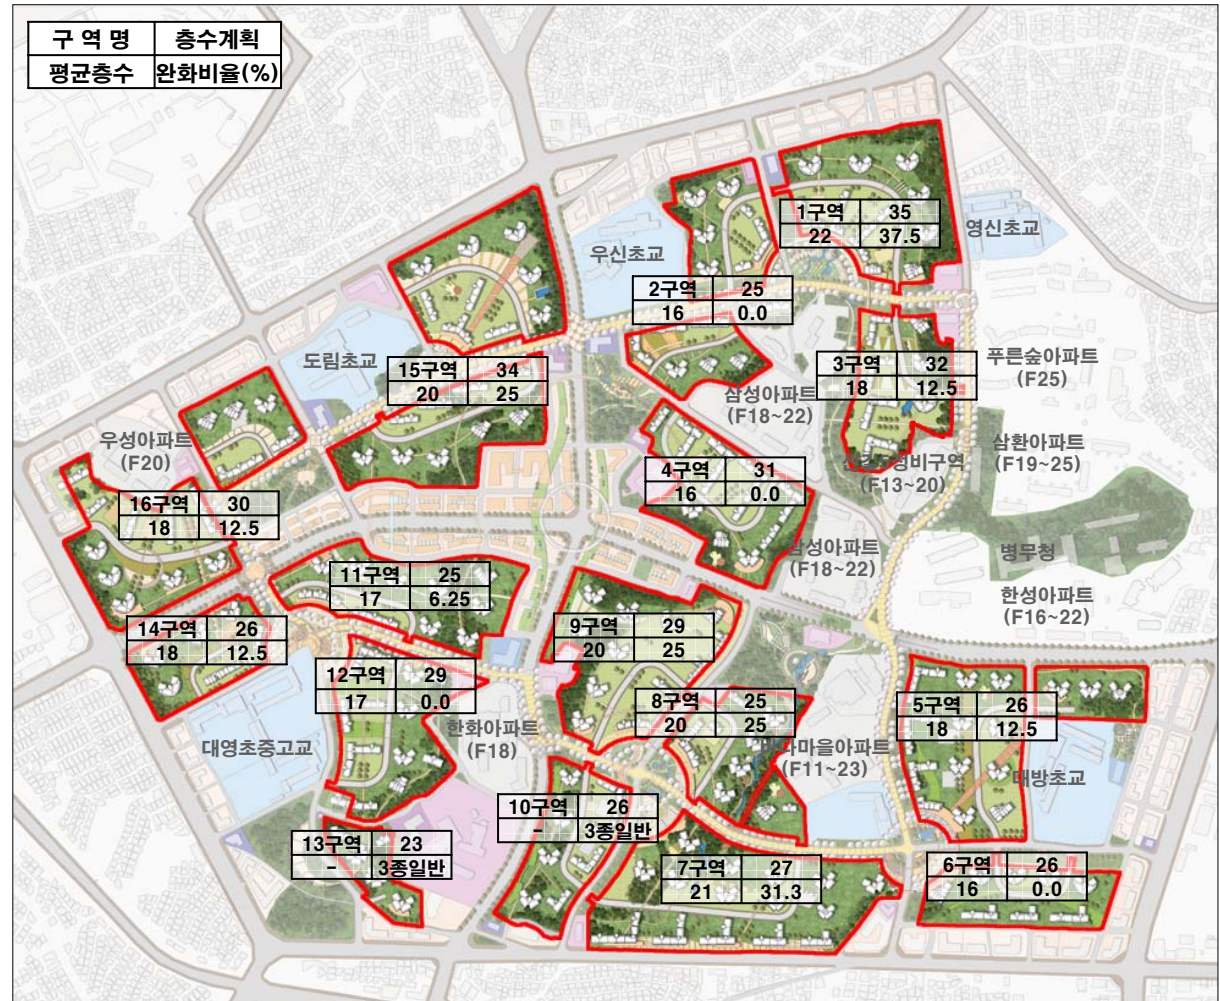 구 역 명 층수계획
평균층수 완화비율(%)
1구역 35
22 37.5
영신초교
우신초교
2구역 25
16 0.0
도림초교
15구역 34
20 25
3구역 32
18 12.5
푸른숲아파트
(F25)
삼성아파트
(F18~22)
우성아파트
(F20)
삼환아파트
(F19~25)
4구역 31
16 0.0
정비구역
(F13~20)
16구역 30
18 12.5
삼성아파트
(F18~22)
병무청
11구역 25
17 6.25
한성아파트
(F16~22)
14구역 26
18 12.5
9구역 29
20 25
12구역 29
17 0.0
8구역 25
20 25
5구역 26
18 12.5
대영초중고교
한화아파트
(F18)
마을아파트
(F11~23)
대방초교
10구역 26
– 3종일반
13구역 23
– 3종일반
7구역 27
21 31.3
6구역 26
16 0.0